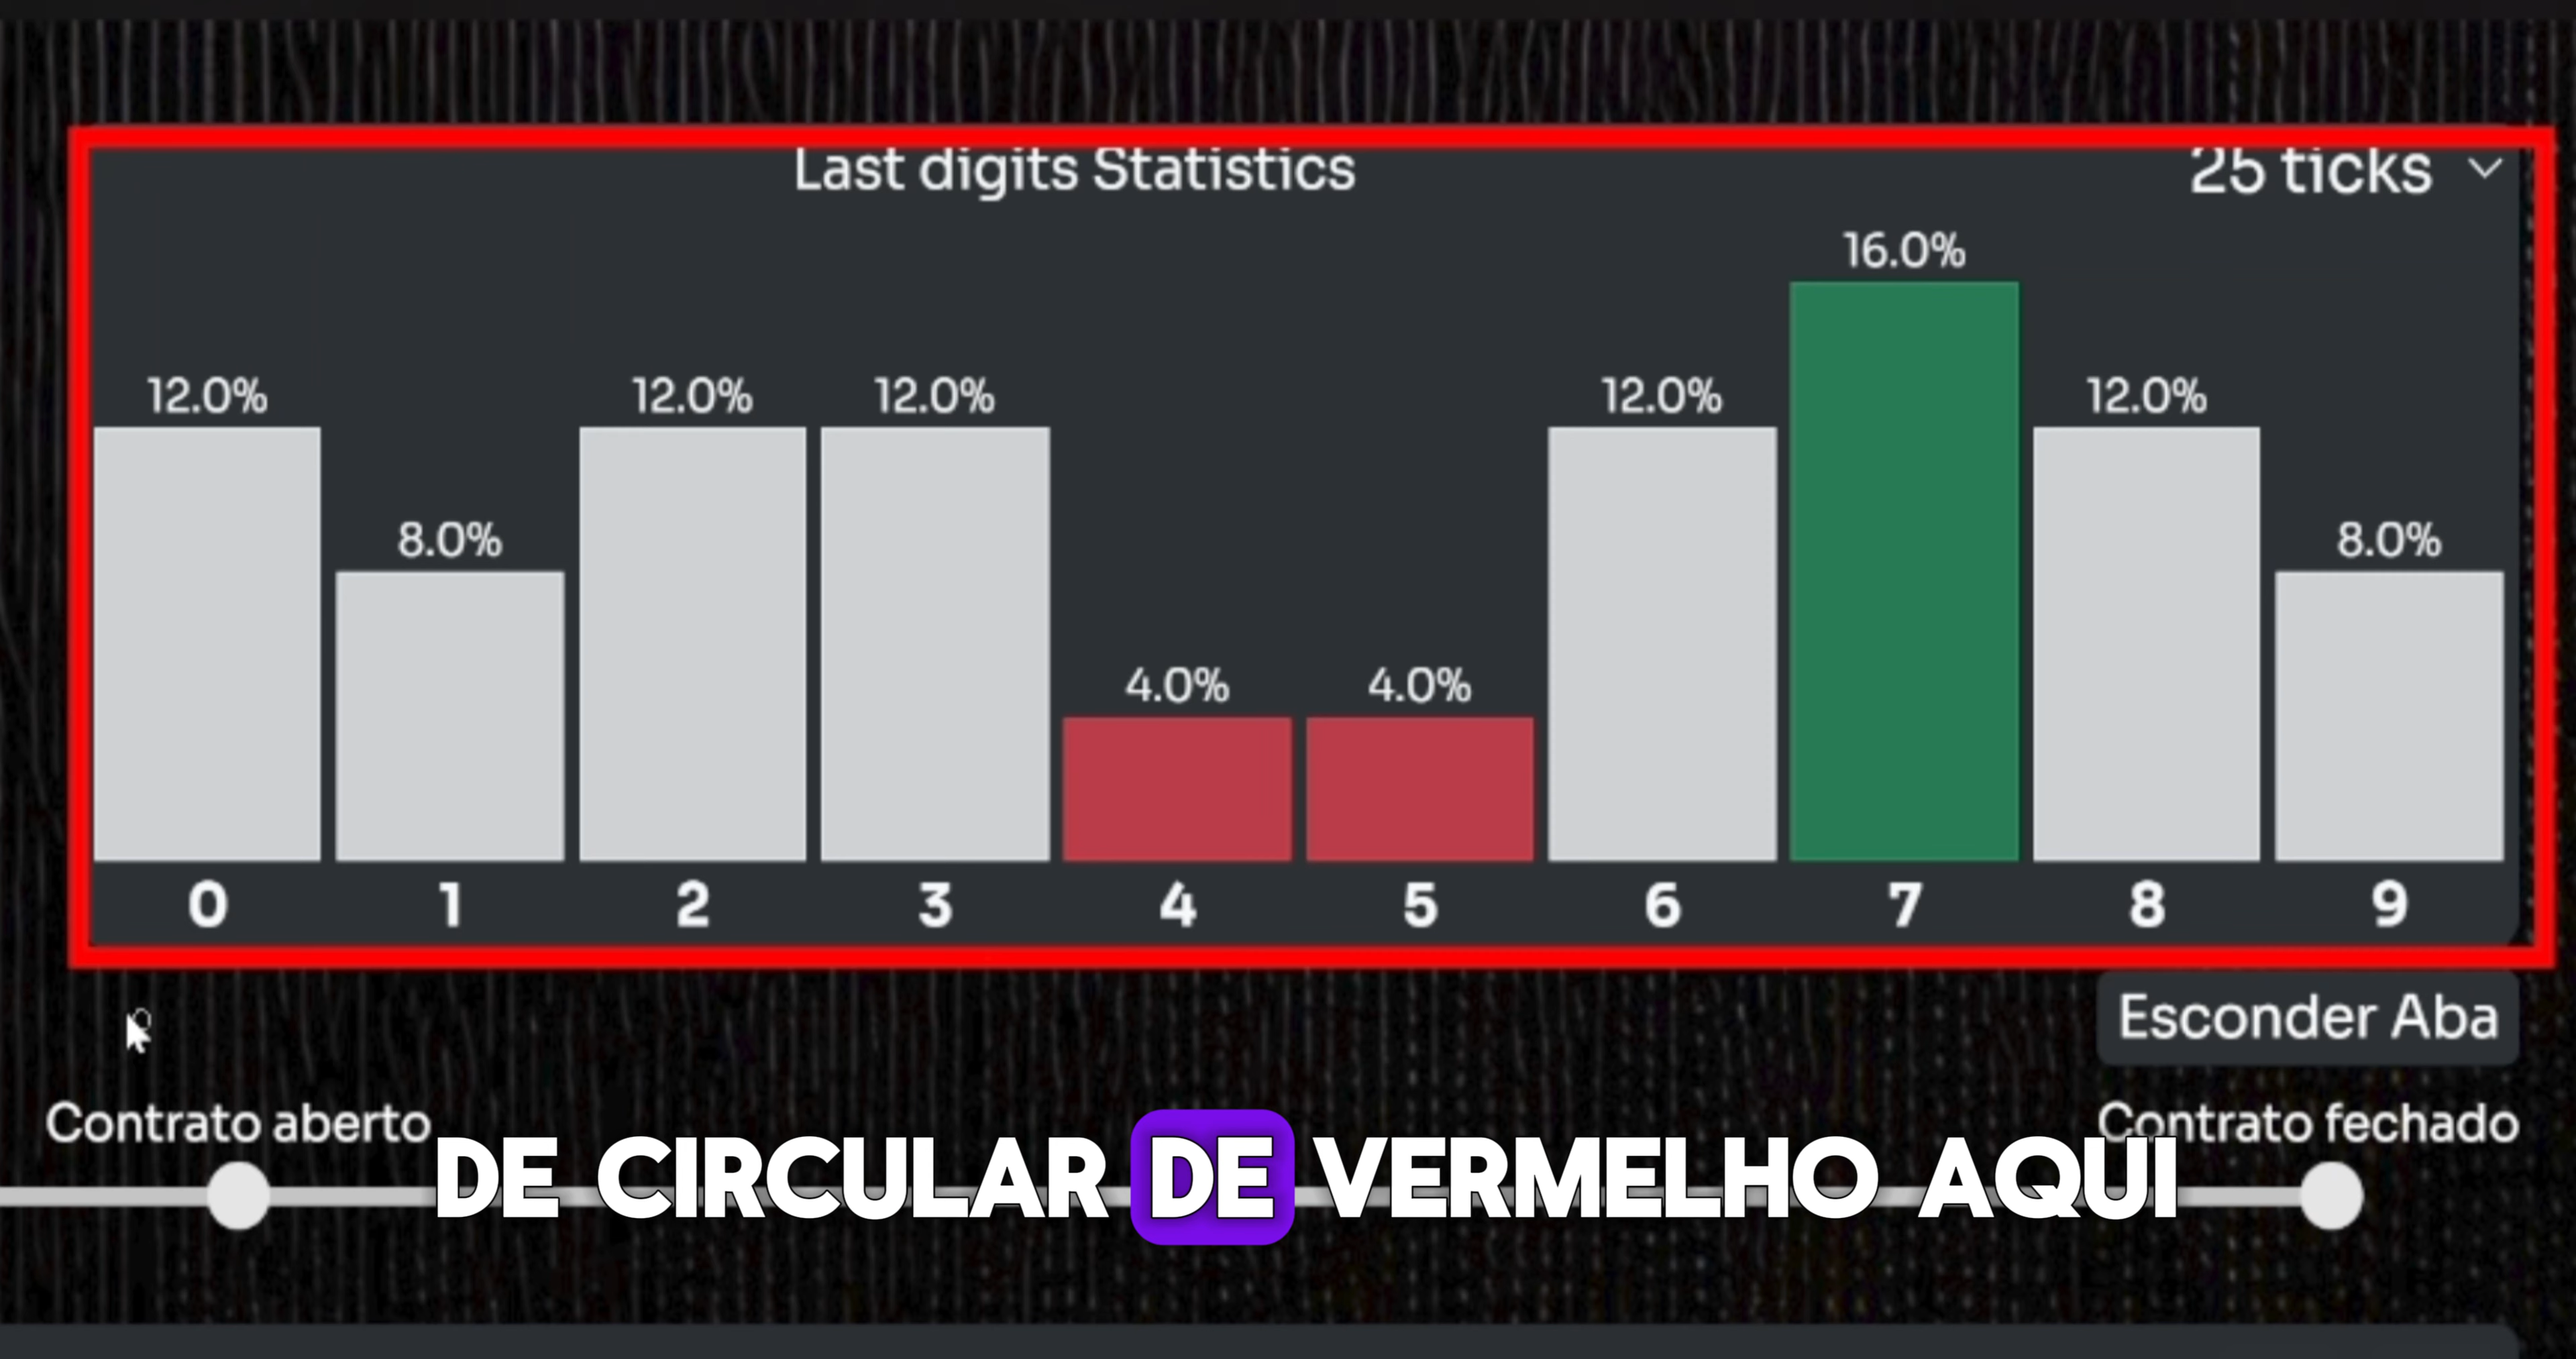 Last digits Statistics 25 ticks
16.0%
12.0% 12.0% 12.0% 12.0% 12.0%
8.0% 8.0%
4.0% 4.0%
0 1 2 3 4 5 6 7 8 9
Esconder Aba
Contrato aberto Contrato fechado
DE CIRCULAR DE VERMELHO AQUI